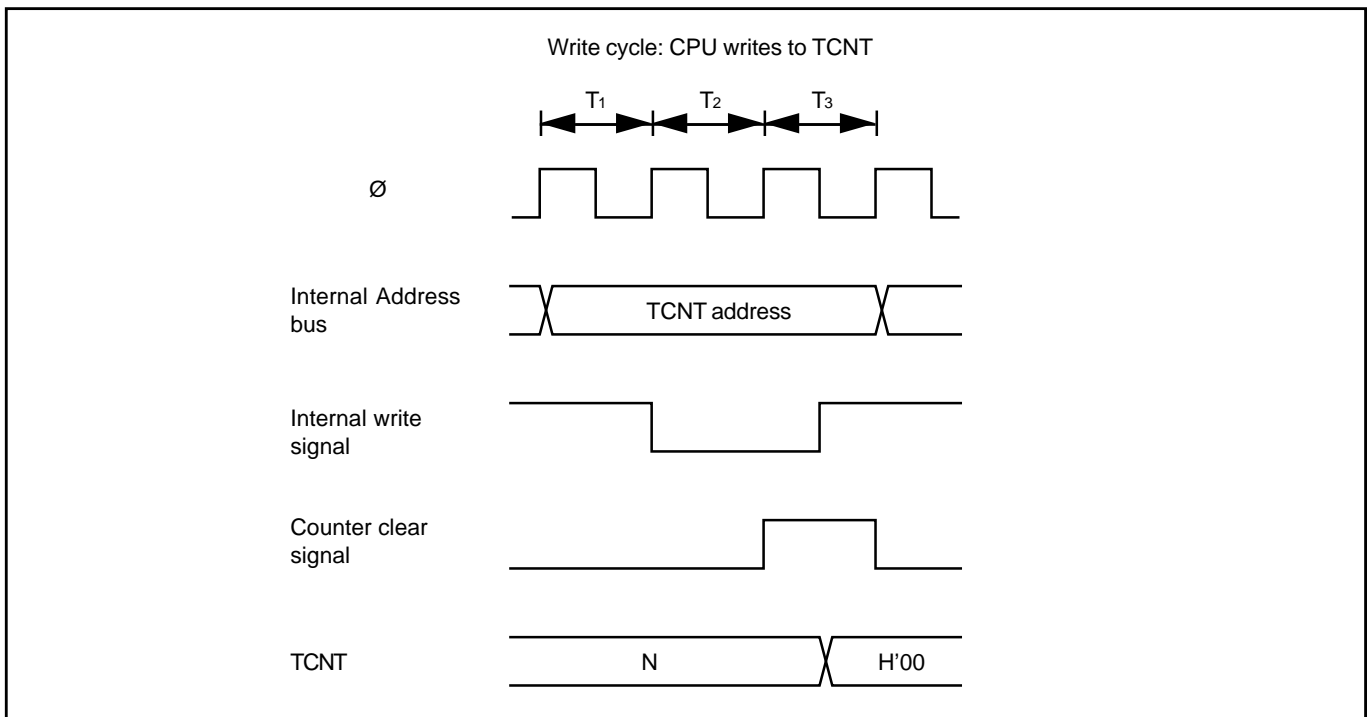 Write cycle: CPU writes to TCNT
T1 T2 T3
Ø
Internal Address
bus
TCNT address
Internal write
signal
Counter clear
signal
TCNT N H'00